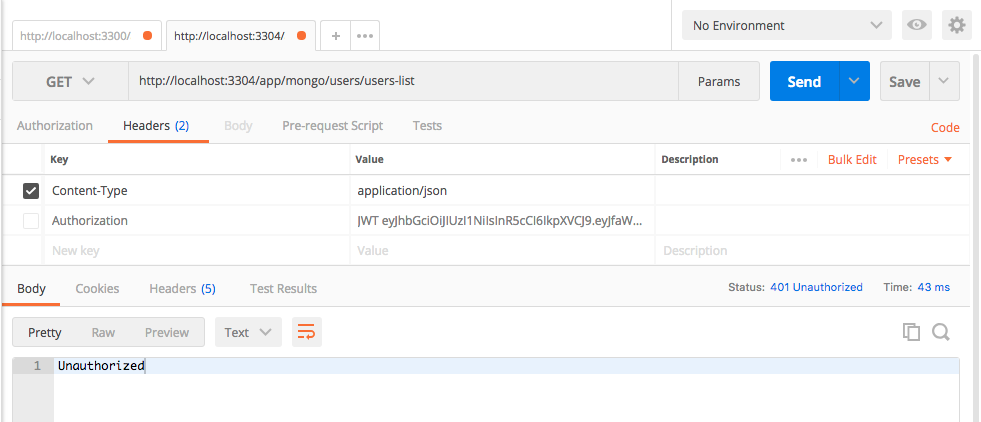 http://localhost:3300/ http://localhost:3304/ + ••• No Environment
GET http://localhost:3304/app/mongo/users/users-list Params Send Save
Authorization Headers (2) Body Pre-request Script Tests Code
Key Value Description ••• Bulk Edit Presets
Content-Type application/json
Authorization JWT eyJhbGciOiJIUzI1NiIsInR5cCI6IkpXVCJ9.eyJfaW...
New key Value Description
Body Cookies Headers (5) Test Results Status: 401 Unauthorized Time: 43 ms
Pretty Raw Preview Text
1 Unauthorized